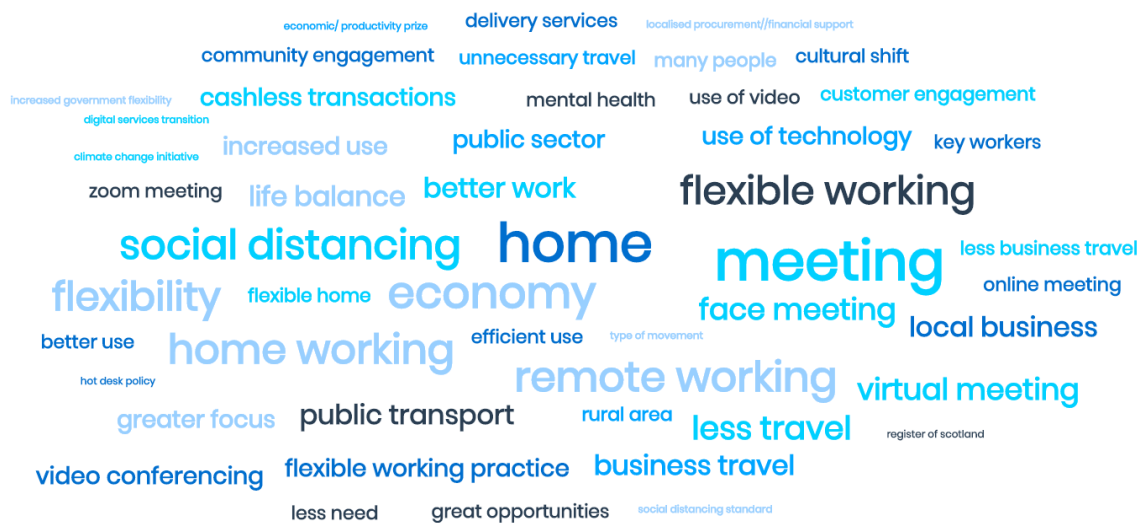 economic/ productivity prize
delivery services
localised procurement//financial support
community engagement
unnecessary travel
many people
cultural shift
increased government flexibility
cashless transactions
mental health
use of video
customer engagement
digital services transition
increased use
public sector
use of technology
key workers
climate change initiative
zoom meeting
life balance
better work
flexible working
social distancing
home
meeting
less business travel
flexibility
flexible home
economy
face meeting
online meeting
better use
home working
efficient use
type of movement
local business
hot desk policy
remote working
virtual meeting
greater focus
public transport
rural area
less travel
register of scotland
video conferencing
flexible working practice
business travel
less need
great opportunities
social distancing standard